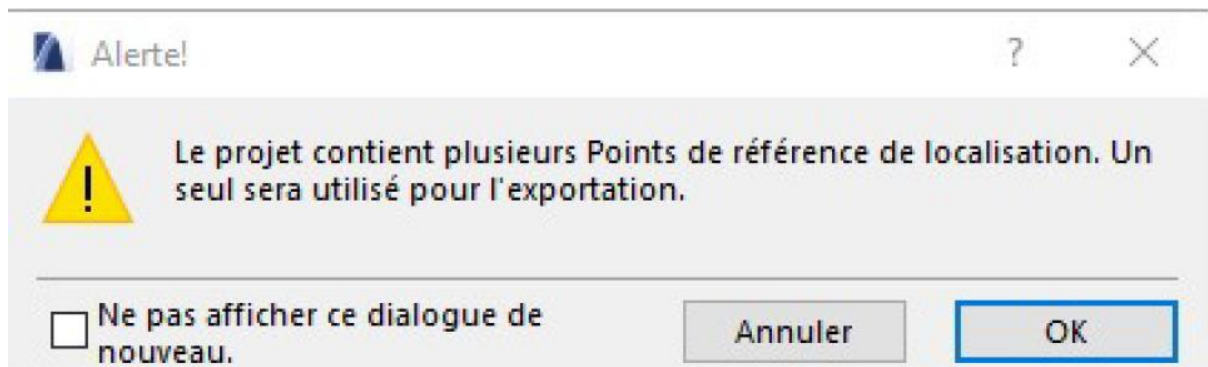 Alerte!
?
Le projet contient plusieurs Points de référence de localisation. Un
seul sera utilisé pour l'exportation.
!
Ne pas afficher ce dialogue de
nouveau.
Annuler
OK